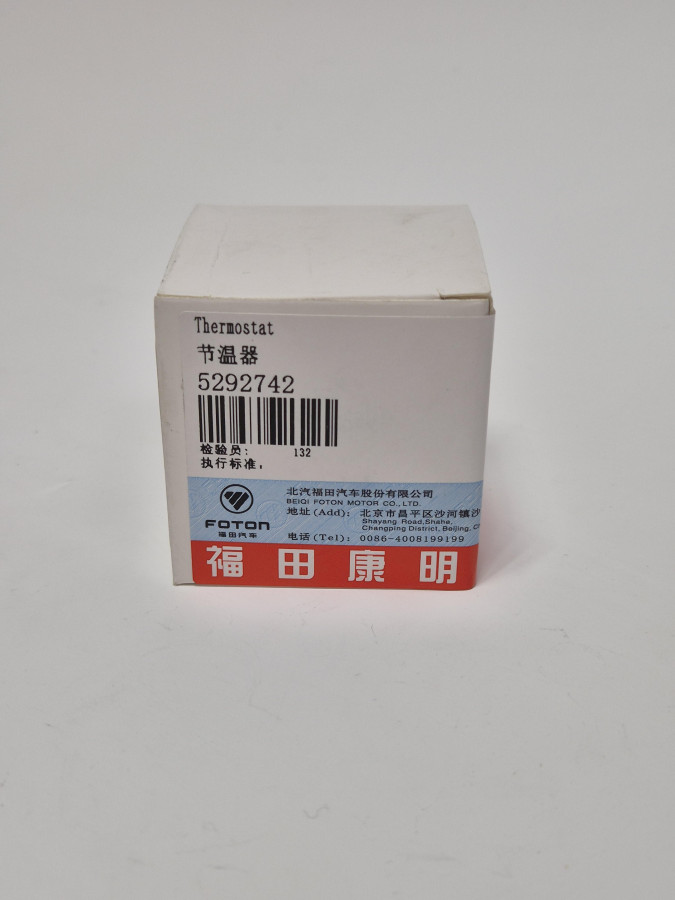 Thermostat
节温器
5292742
检验员: 132
执行标准,
FOTON
福田汽车
北汽福田汽车股份有限公司
BEIQI FOTON MOTOR CO., LTD.
地址(Add): 北京市昌平区沙河镇沙
Shayang Road,Shahe,
Changping District, Beijing, C
电话(Tel): 0086-4008199199
福田康明